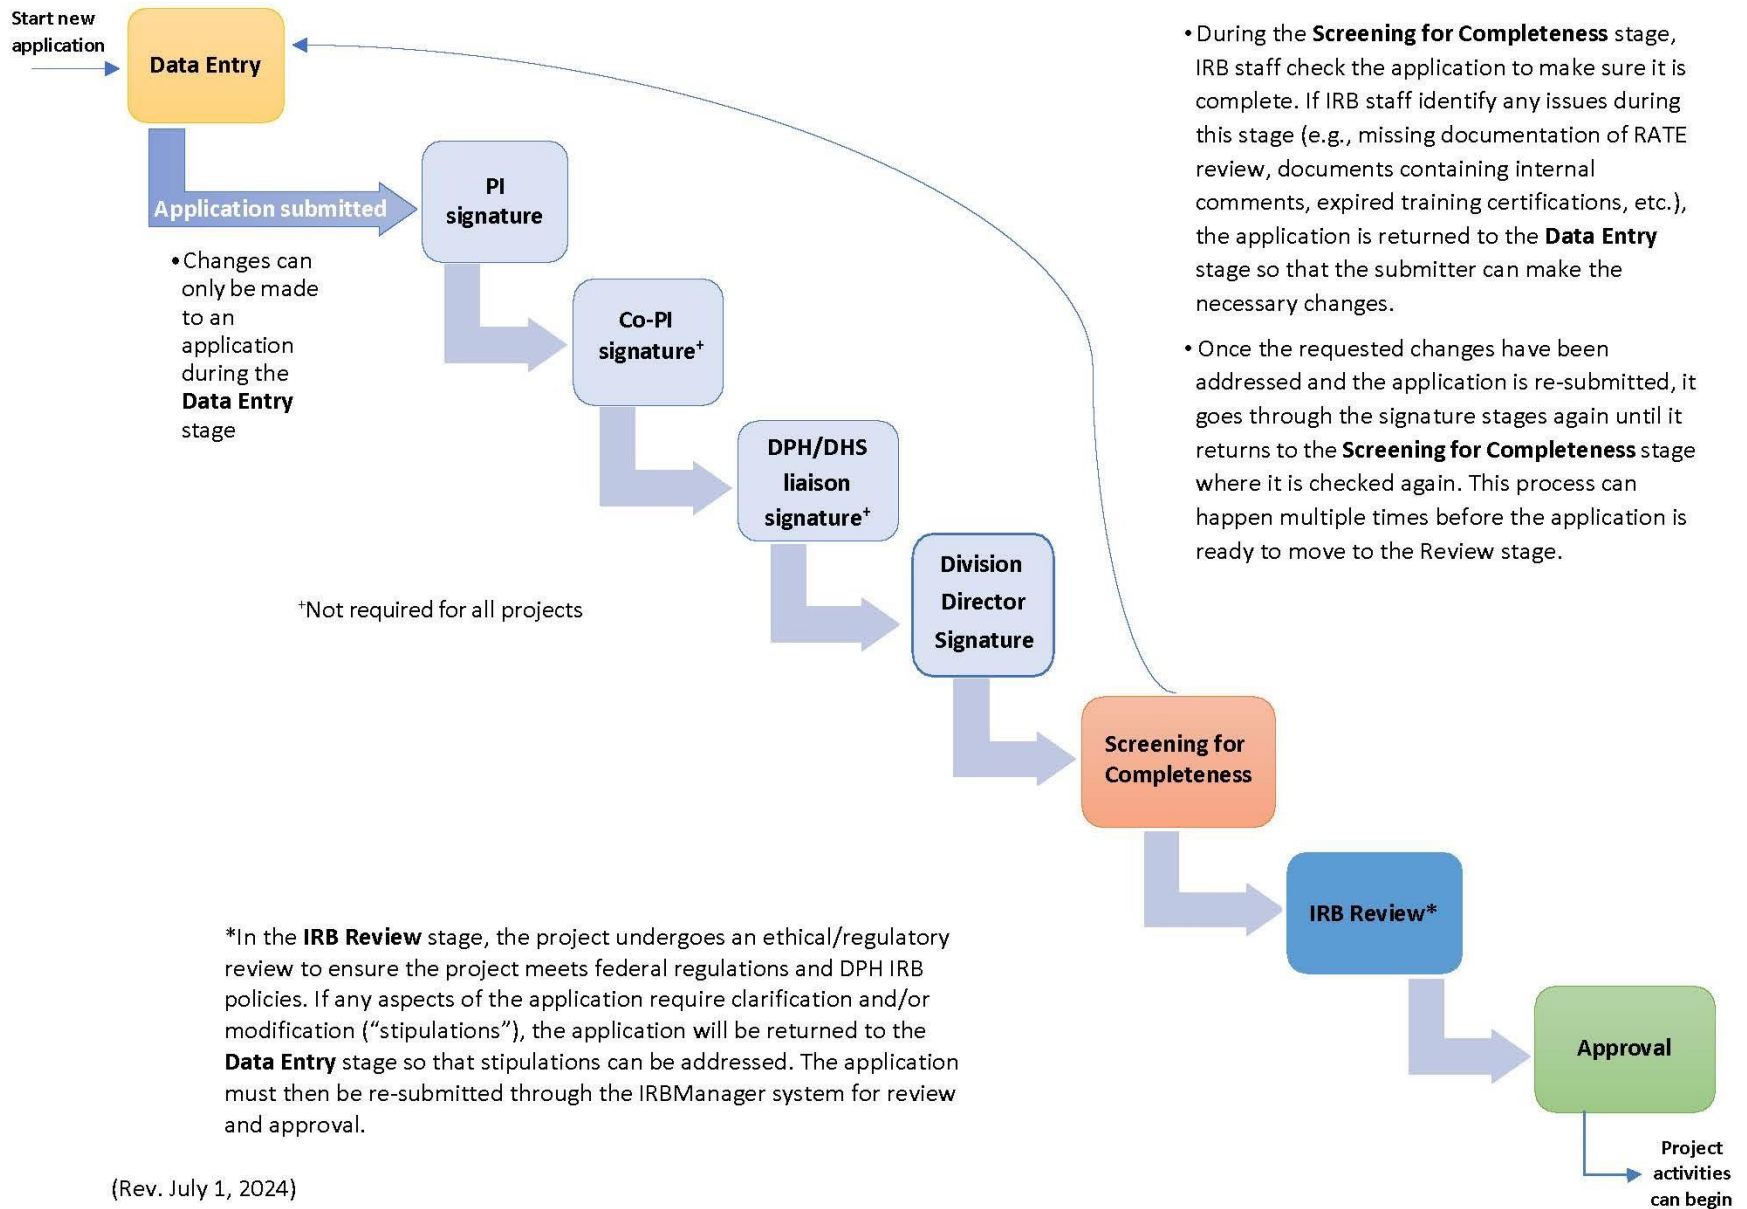 Start new
application
Data Entry
Application submitted
• Changes can
only be made
to an
application
during the
Data Entry
stage
PI
signature
Co-PI
signature⁺
DPH/DHS
liaison
signature⁺
Division
Director
Signature
⁺Not required for all projects
Screening for
Completeness
IRB Review*
Approval
Project
activities
can begin
• During the Screening for Completeness stage,
IRB staff check the application to make sure it is
complete. If IRB staff identify any issues during
this stage (e.g., missing documentation of RATE
review, documents containing internal
comments, expired training certifications, etc.),
the application is returned to the Data Entry
stage so that the submitter can make the
necessary changes.
• Once the requested changes have been
addressed and the application is re-submitted, it
goes through the signature stages again until it
returns to the Screening for Completeness stage
where it is checked again. This process can
happen multiple times before the application is
ready to move to the Review stage.
*In the IRB Review stage, the project undergoes an ethical/regulatory
review to ensure the project meets federal regulations and DPH IRB
policies. If any aspects of the application require clarification and/or
modification (“stipulations”), the application will be returned to the
Data Entry stage so that stipulations can be addressed. The application
must then be re-submitted through the IRBManager system for review
and approval.
(Rev. July 1, 2024)